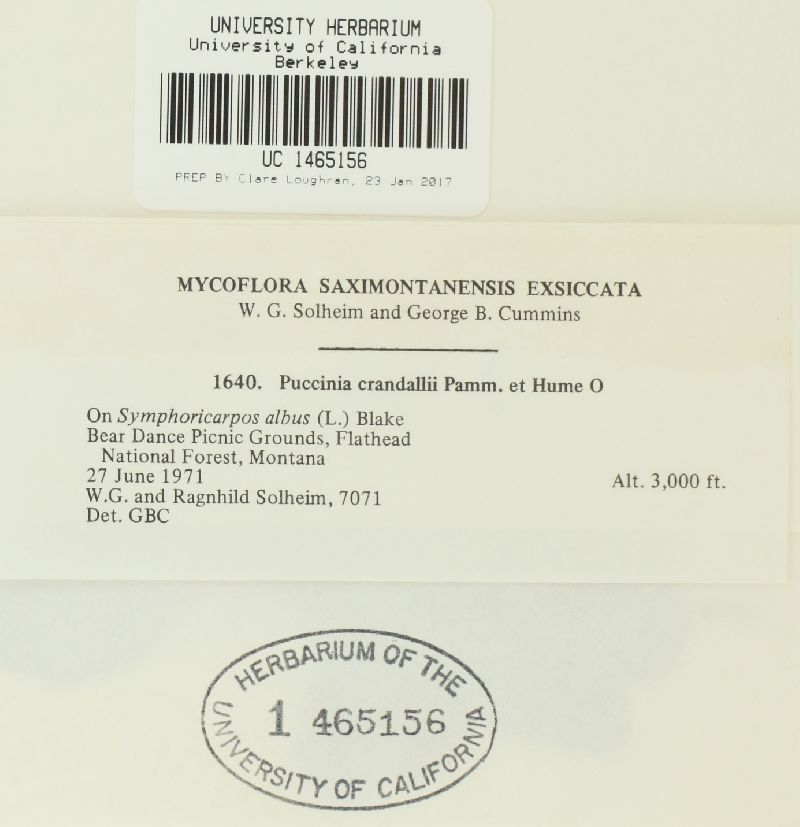 UNIVERSITY HERBARIUM
University of California
Berkeley
UC 1465156
PREP BY Clare Loughran, 23 Jan 2017
MYCOFLORA SAXIMONTANENSIS EXSICCATA
W. G. Solheim and George B. Cummins
1640. Puccinia crandallii Pamm. et Hume O
On Symphoricarpos albus (L.) Blake
Bear Dance Picnic Grounds, Flathead
National Forest, Montana
27 June 1971
Alt. 3,000 ft.
W.G. and Ragnhild Solheim, 7071
Det. GBC
HERBARIUM OF THE
1 465156
UNIVERSITY OF CALIFORNIA